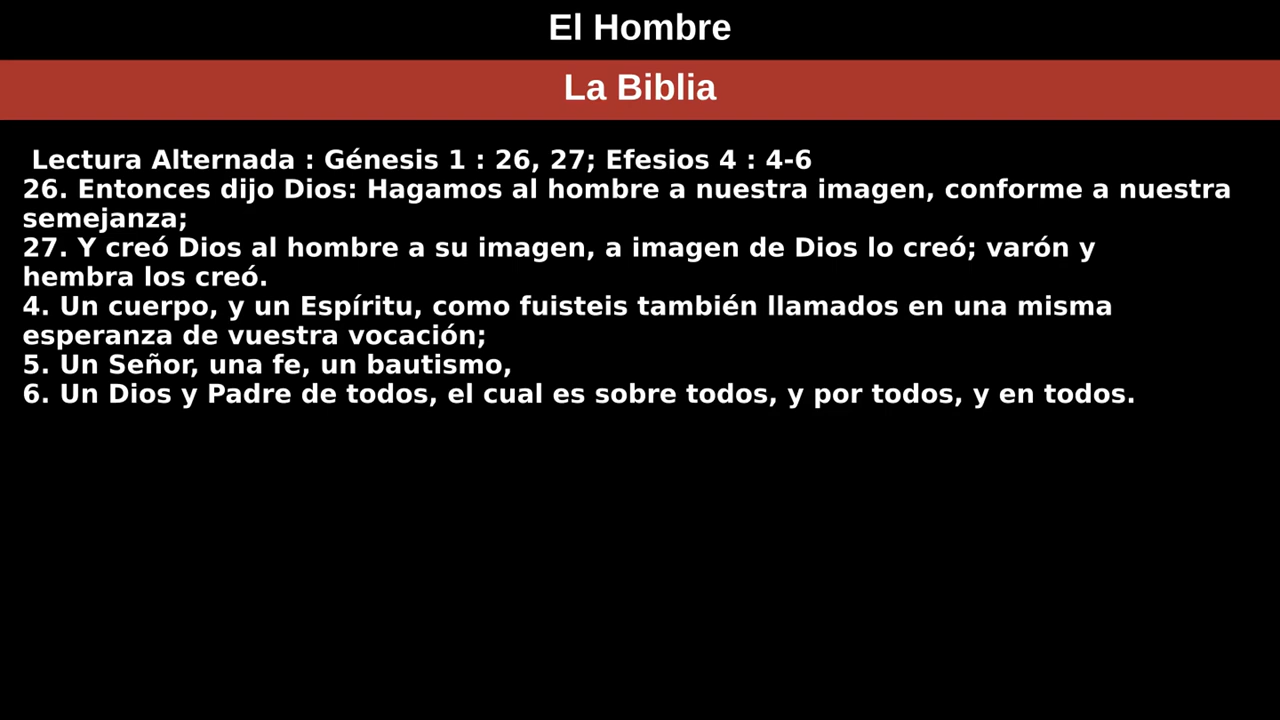 El Hombre
La Biblia
Lectura Alternada : Génesis 1 : 26, 27; Efesios 4 : 4-6
26. Entonces dijo Dios: Hagamos al hombre a nuestra imagen, conforme a nuestra
semejanza;
27. Y creó Dios al hombre a su imagen, a imagen de Dios lo creó; varón y
hembra los creó.
4. Un cuerpo, y un Espíritu, como fuisteis también llamados en una misma
esperanza de vuestra vocación;
5. Un Señor, una fe, un bautismo,
6. Un Dios y Padre de todos, el cual es sobre todos, y por todos, y en todos.